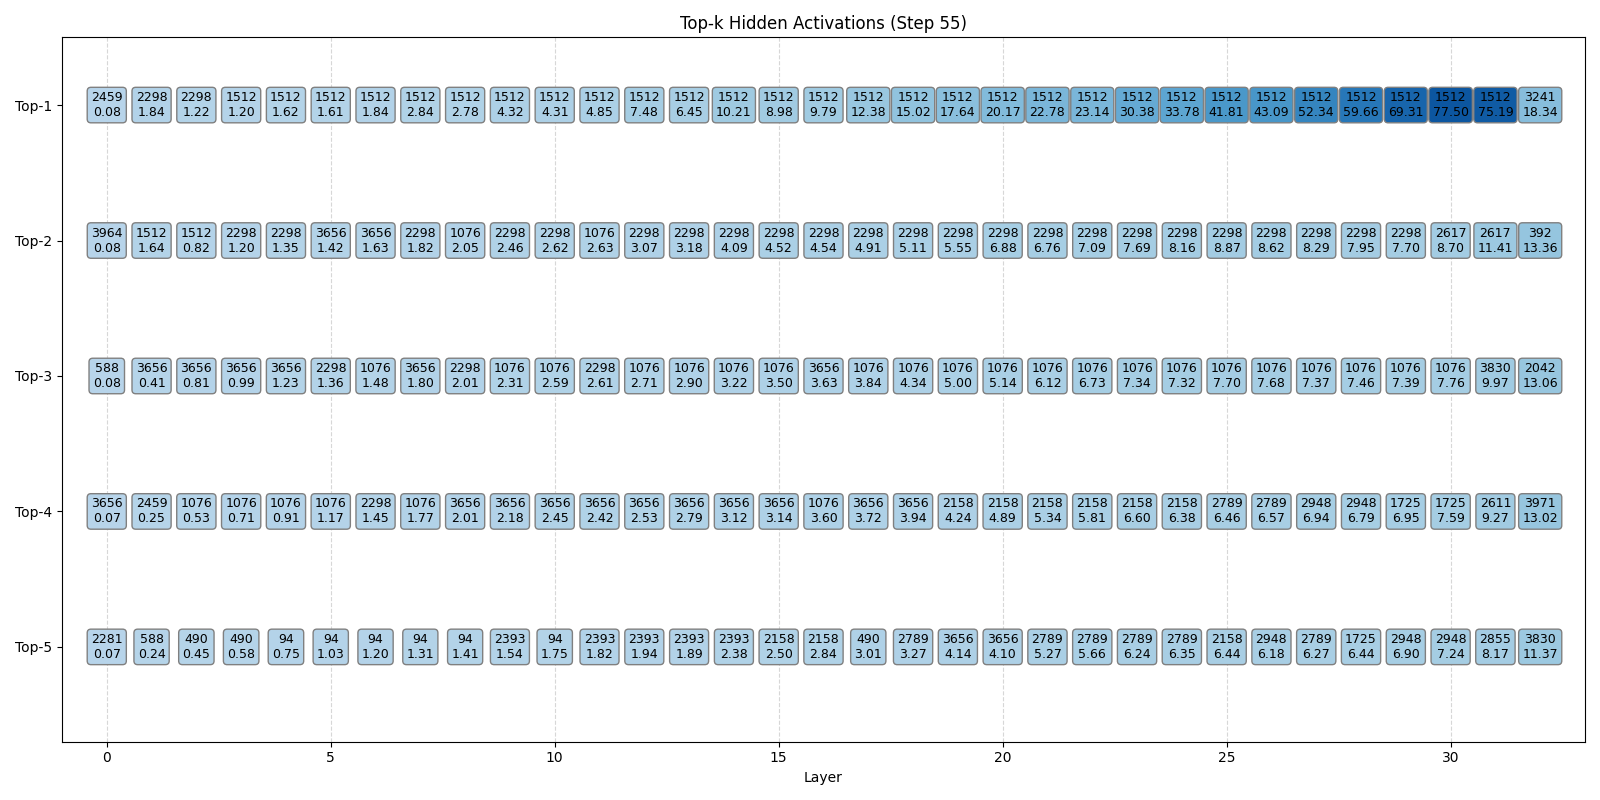 Top-k Hidden Activations (Step 55)
Top-1
2459 2298 2298 1512 1512 1512 1512 1512 1512 1512 1512 1512 1512 1512 1512 1512 1512 1512 1512 1512 1512 1512 1512 1512 1512 1512 1512 1512 1512 1512 1512 1512 3241
0.08 1.84 1.22 1.20 1.62 1.61 1.84 2.84 2.78 4.32 4.31 4.85 7.48 6.45 10.21 8.98 9.79 12.38 15.02 17.64 20.17 22.78 23.14 30.38 33.78 41.81 43.09 52.34 59.66 69.31 77.50 75.19 18.34
Top-2
3964 1512 1512 2298 2298 3656 3656 2298 1076 2298 2298 1076 2298 2298 2298 2298 2298 2298 2298 2298 2298 2298 2298 2298 2298 2298 2298 2298 2298 2298 2617 2617 392
0.08 1.64 0.82 1.20 1.35 1.42 1.63 1.82 2.05 2.46 2.62 2.63 3.07 3.18 4.09 4.52 4.54 4.91 5.11 5.55 6.88 6.76 7.09 7.69 8.16 8.87 8.62 8.29 7.95 7.70 8.70 11.41 13.36
Top-3
588 3656 3656 3656 3656 2298 1076 3656 2298 1076 1076 2298 1076 1076 1076 1076 3656 1076 1076 1076 1076 1076 1076 1076 1076 1076 1076 1076 1076 1076 1076 3830 2042
0.08 0.41 0.81 0.99 1.23 1.36 1.48 1.80 2.01 2.31 2.59 2.61 2.71 2.90 3.22 3.50 3.63 3.84 4.34 5.00 5.14 6.12 6.73 7.34 7.32 7.70 7.68 7.37 7.46 7.39 7.76 9.97 13.06
Top-4
3656 2459 1076 1076 1076 1076 2298 1076 3656 3656 3656 3656 3656 3656 3656 3656 1076 3656 3656 2158 2158 2158 2158 2158 2158 2789 2789 2948 2948 1725 1725 2611 3971
0.07 0.25 0.53 0.71 0.91 1.17 1.45 1.77 2.01 2.18 2.45 2.42 2.53 2.79 3.12 3.14 3.60 3.72 3.94 4.24 4.89 5.34 5.81 6.60 6.38 6.46 6.57 6.94 6.79 6.95 7.59 9.27 13.02
Top-5
2281 588 490 490 94 94 94 94 94 2393 94 2393 2393 2393 2393 2158 2158 490 2789 3656 3656 2789 2789 2789 2789 2158 2948 2789 1725 2948 2948 2855 3830
0.07 0.24 0.45 0.58 0.75 1.03 1.20 1.31 1.41 1.54 1.75 1.82 1.94 1.89 2.38 2.50 2.84 3.01 3.27 4.14 4.10 5.27 5.66 6.24 6.35 6.44 6.18 6.27 6.44 6.90 7.24 8.17 11.37
0 5 10 15 20 25 30
Layer